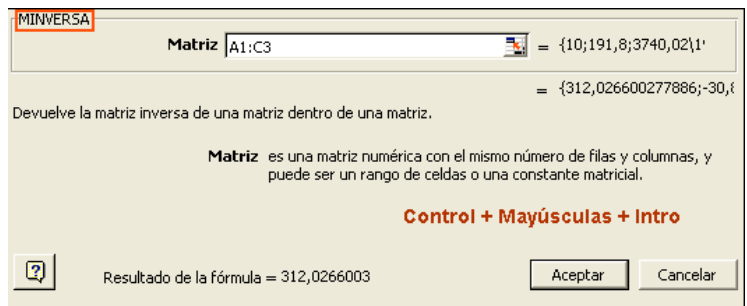 MINVERSA
Matriz A1:C3 = {10;191,8;3740,02\1
= {312,026600277886;-30,8
Devuelve la matriz inversa de una matriz dentro de una matriz.
Matriz es una matriz numérica con el mismo número de filas y columnas, y
puede ser un rango de celdas o una constante matricial.
Control + Mayúsculas + Intro
Resultado de la fórmula = 312,0266003 Aceptar Cancelar